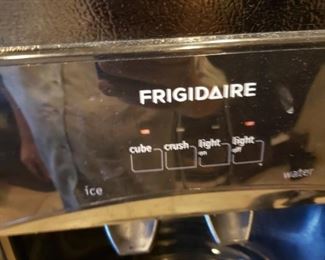 FRIGIDAIRE
cube crush light on light off
ice water